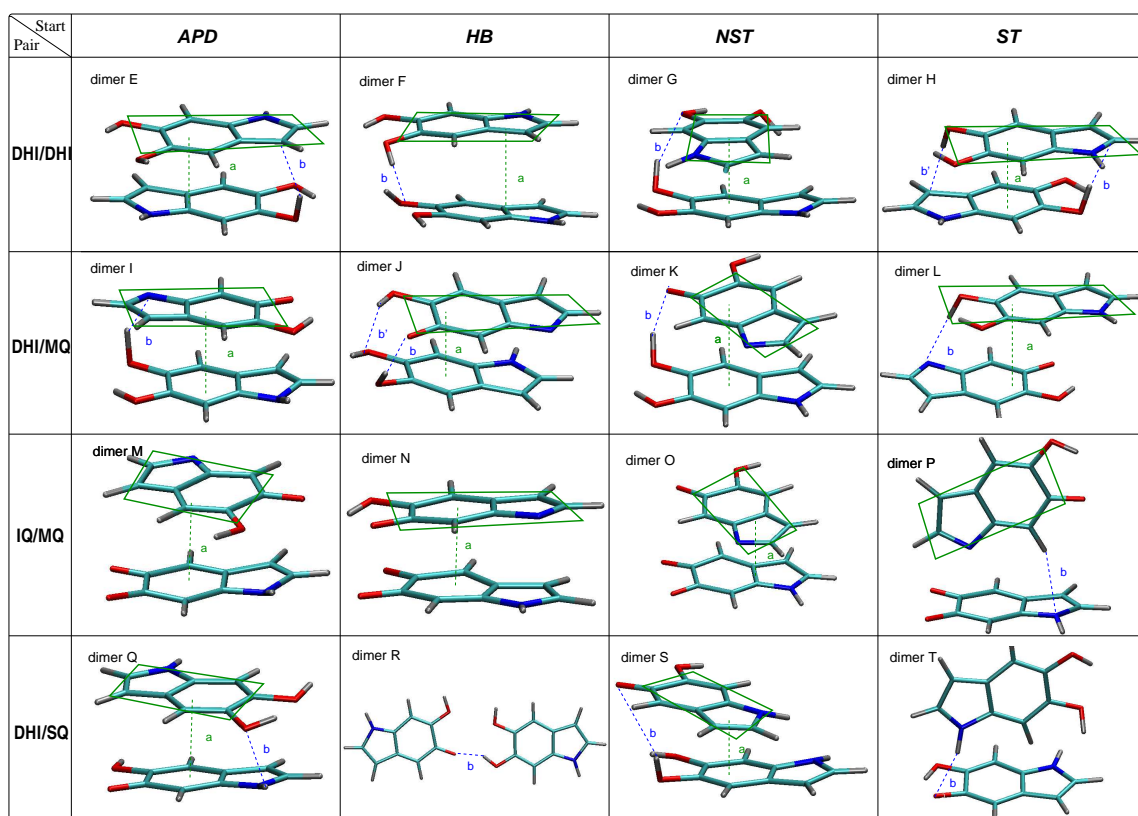 Start
Pair
APD
HB
NST
ST
DHI/DHI
dimer E
a
b
dimer F
a
b
dimer G
a
b
dimer H
a
b
b'
DHI/MQ
dimer I
a
b
dimer J
a
b
b'
dimer K
a
b
dimer L
a
b
IQ/MQ
dimer M
a
dimer N
a
dimer O
a
dimer P
b
DHI/SQ
dimer Q
a
b
dimer R
b
dimer S
a
b
dimer T
b